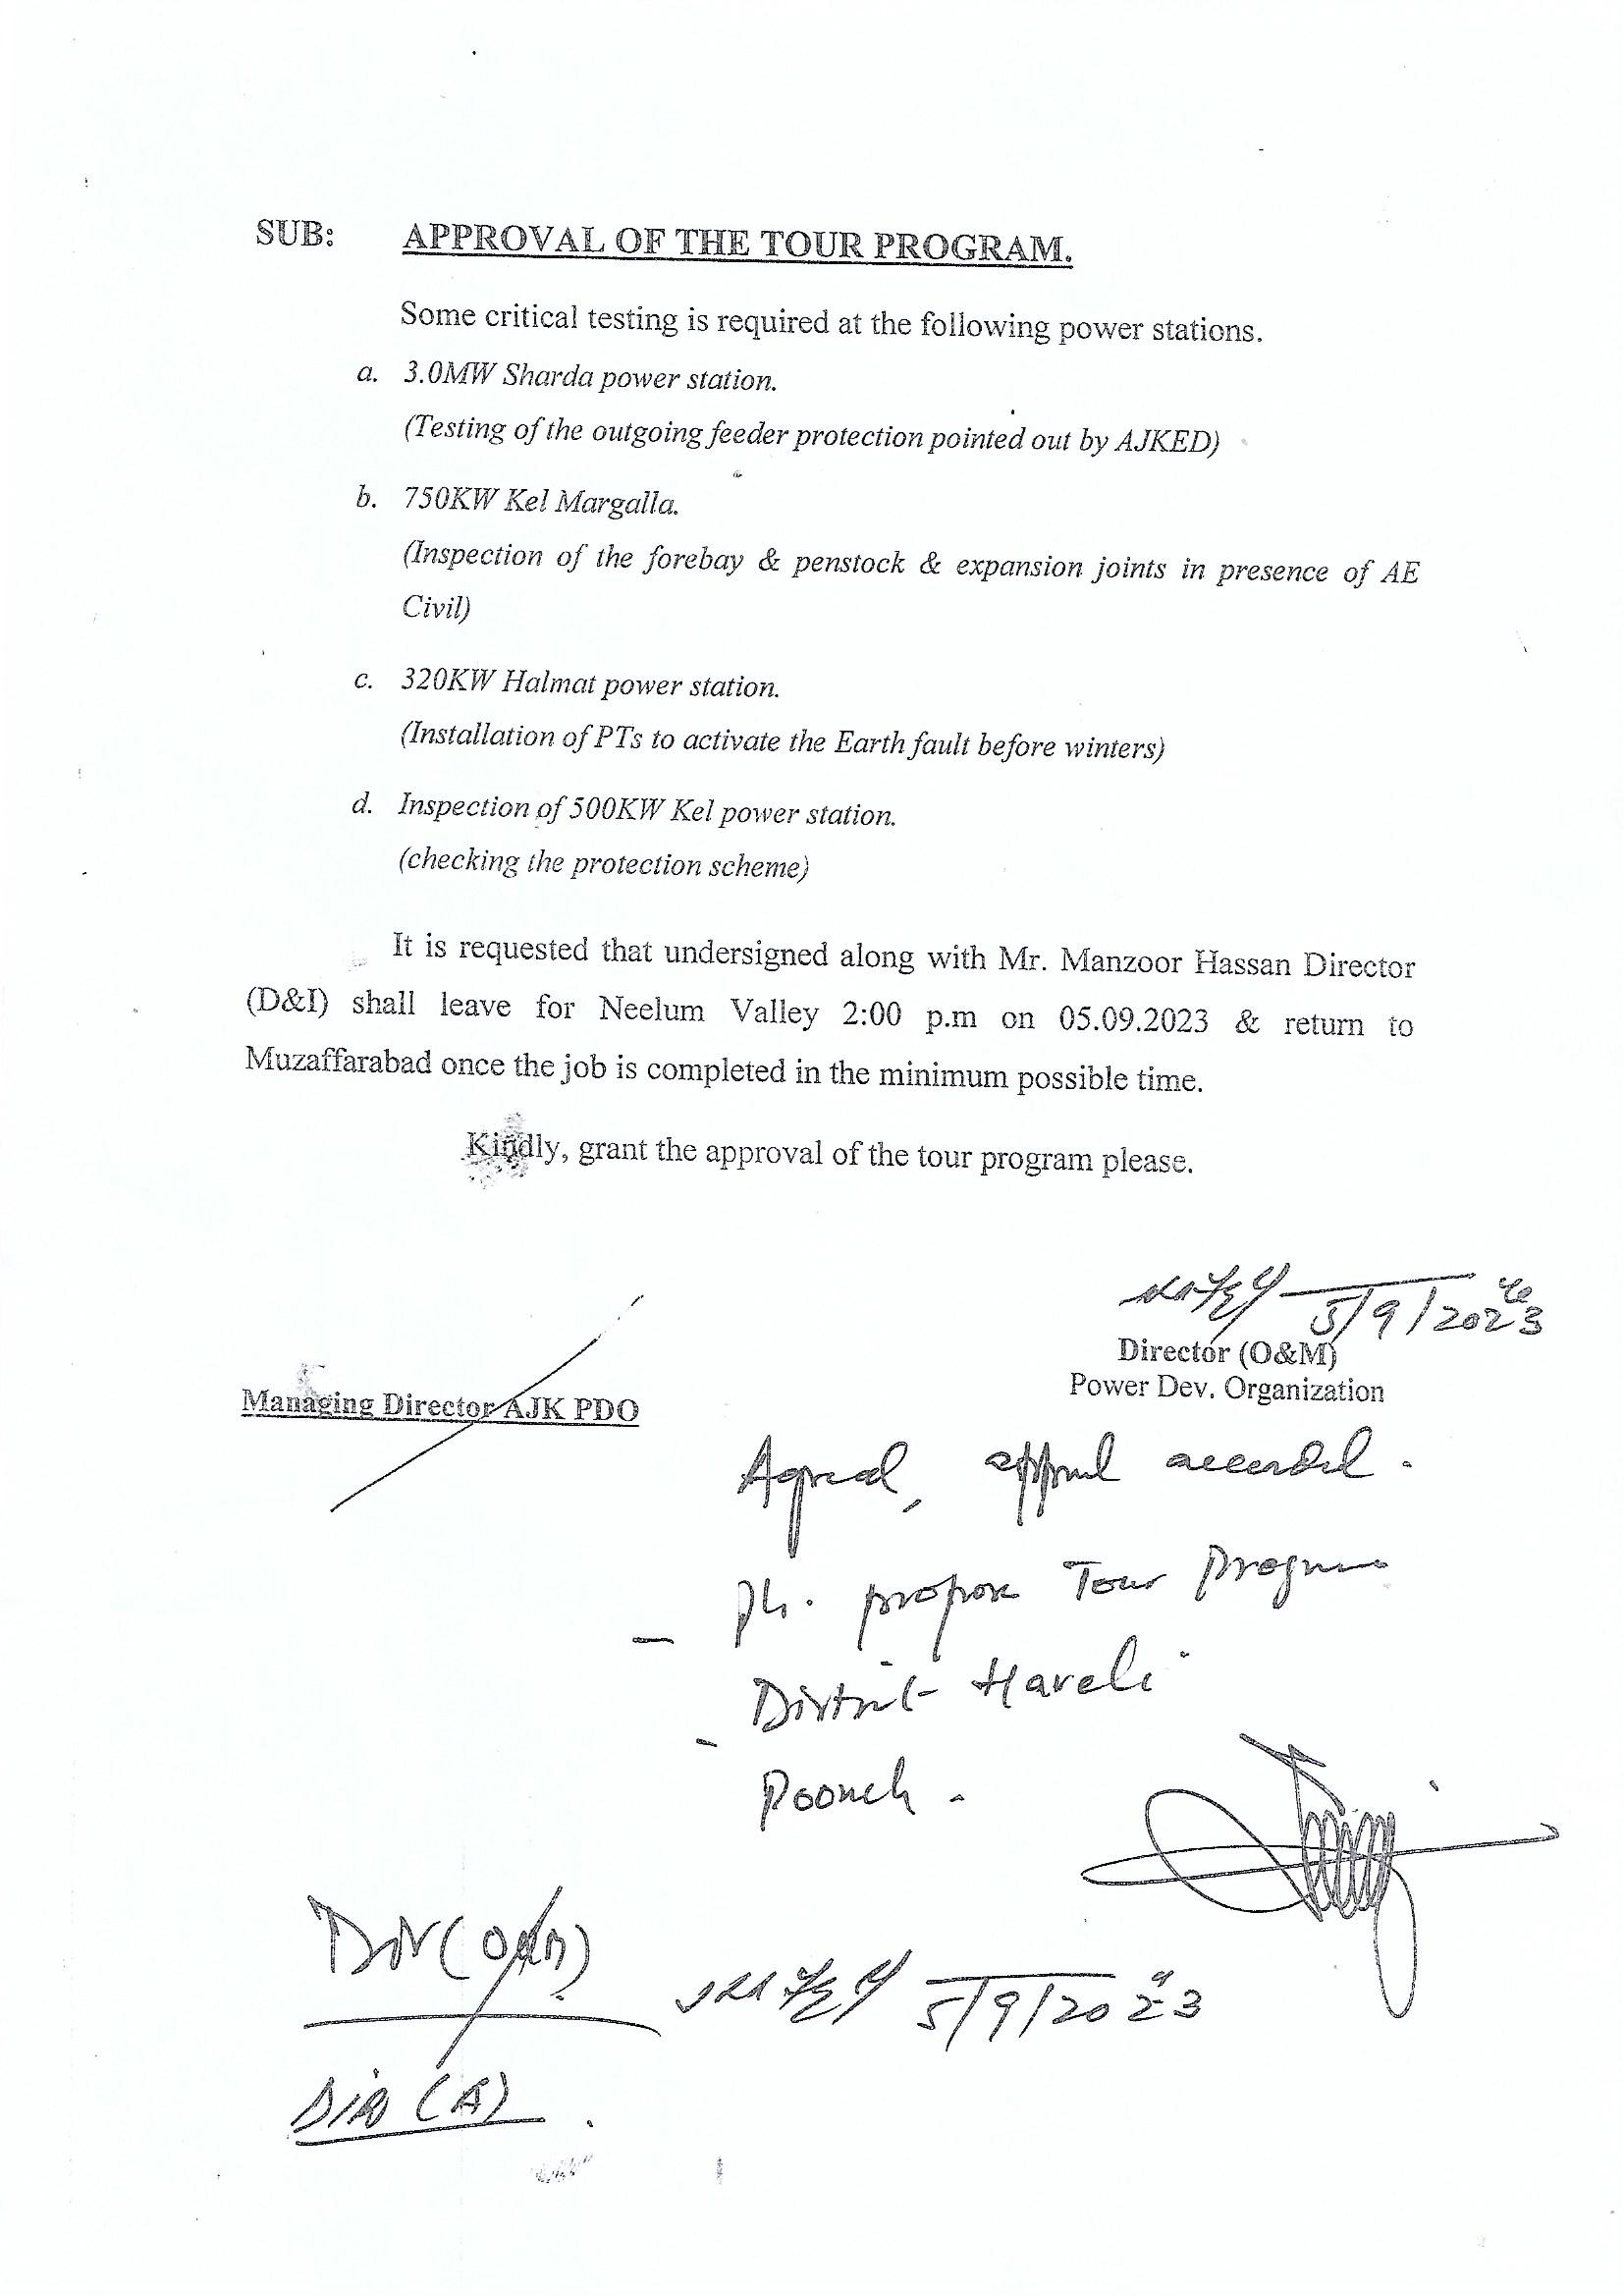 SUB: APPROVAL OF THE TOUR PROGRAM.
Some critical testing is required at the following power stations.
a. 3.0MW Sharda power station.
(Testing of the outgoing feeder protection pointed out by AJKED)
b. 750KW Kel Margalla.
(Inspection of the forebay & penstock & expansion joints in presence of AE
Civil)
c. 320KW Halmat power station.
(Installation of PTs to activate the Earth fault before winters)
d. Inspection of 500KW Kel power station.
(checking the protection scheme)
It is requested that undersigned along with Mr. Manzoor Hassan Director
(D&I) shall leave for Neelum Valley 2:00 p.m on 05.09.2023 & return to
Muzaffarabad once the job is completed in the minimum possible time.
Kindly, grant the approval of the tour program please.
5/9/2023
Director (O&M)
Power Dev. Organization
Managing Director AJK PDO
Agreed, approval accorded.
- Pls. propose Tour Program
District Haveli
- Poonch.
Dir (O&M)
5/9/2023
Dir (A)